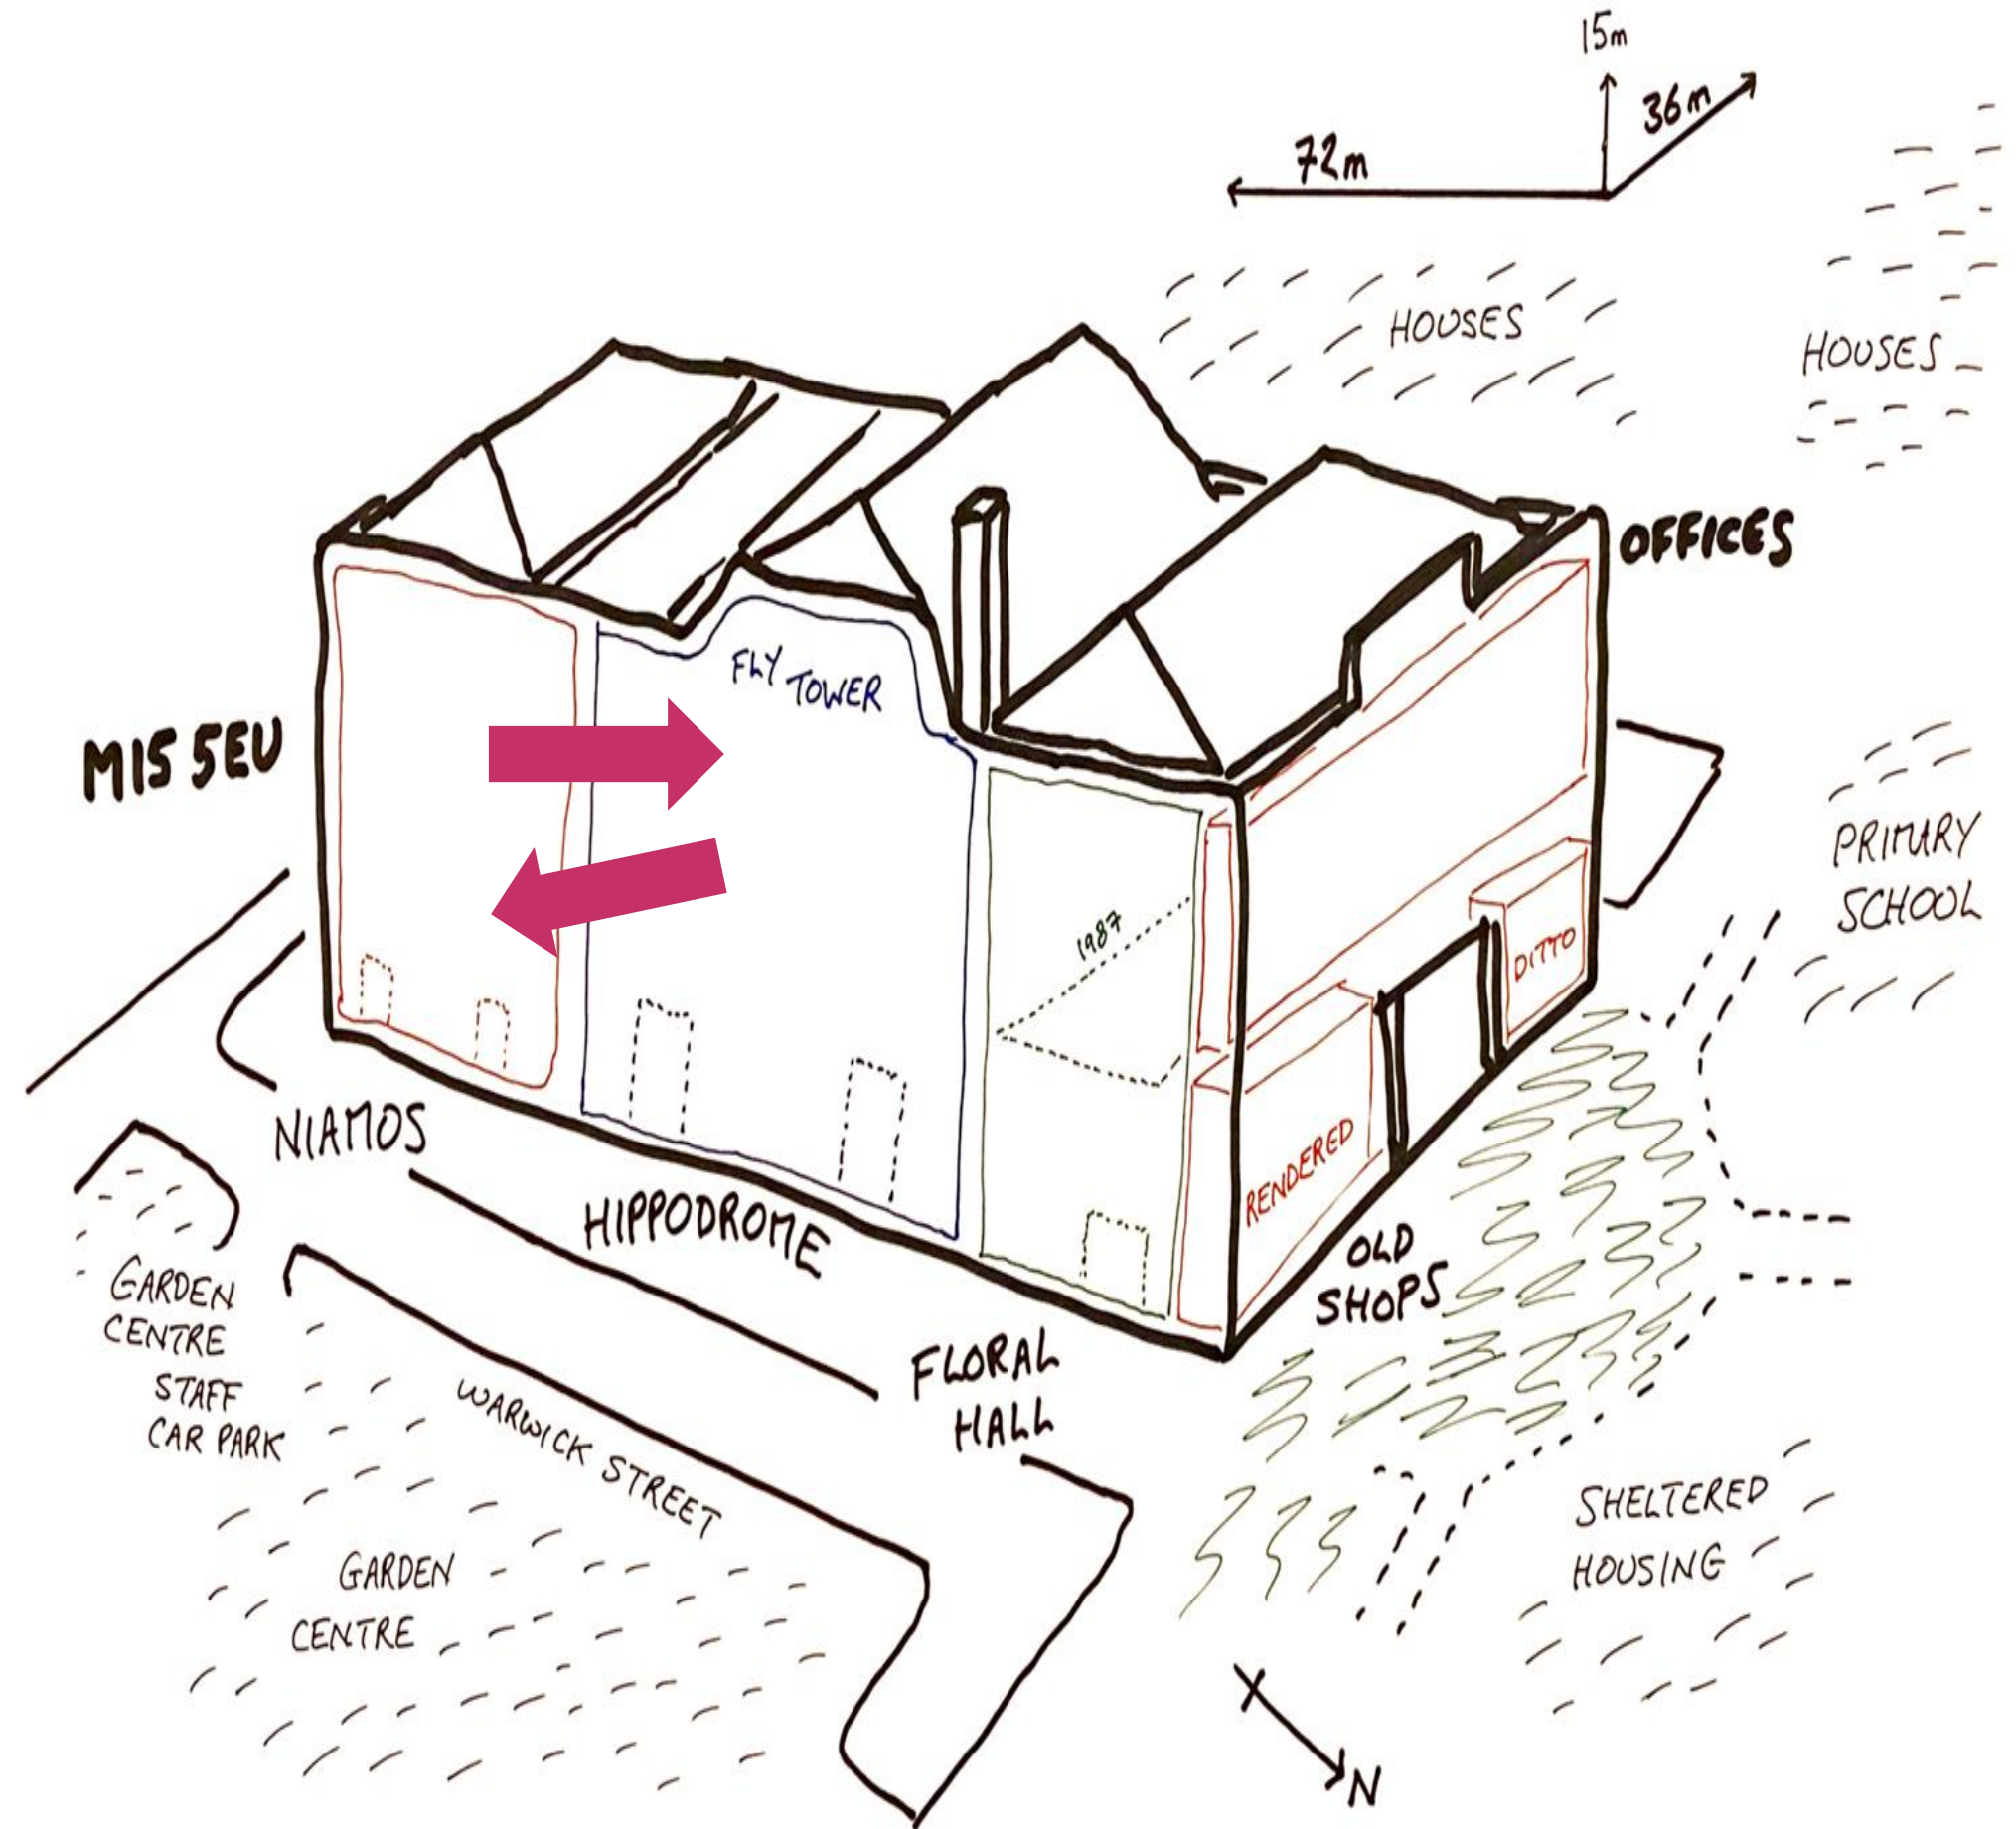 15m
36m
72m
HOUSES
HOUSES
OFFICES
FLY
TOWER
M15 5EU
PRIMARY
SCHOOL
1987
DITTO
NIAMOS
RENDERED
HIPPODROME
OLD
SHOPS
GARDEN
CENTRE
STAFF
CAR PARK
FLORAL
HALL
WARWICK STREET
SHELTERED
HOUSING
GARDEN
CENTRE
N